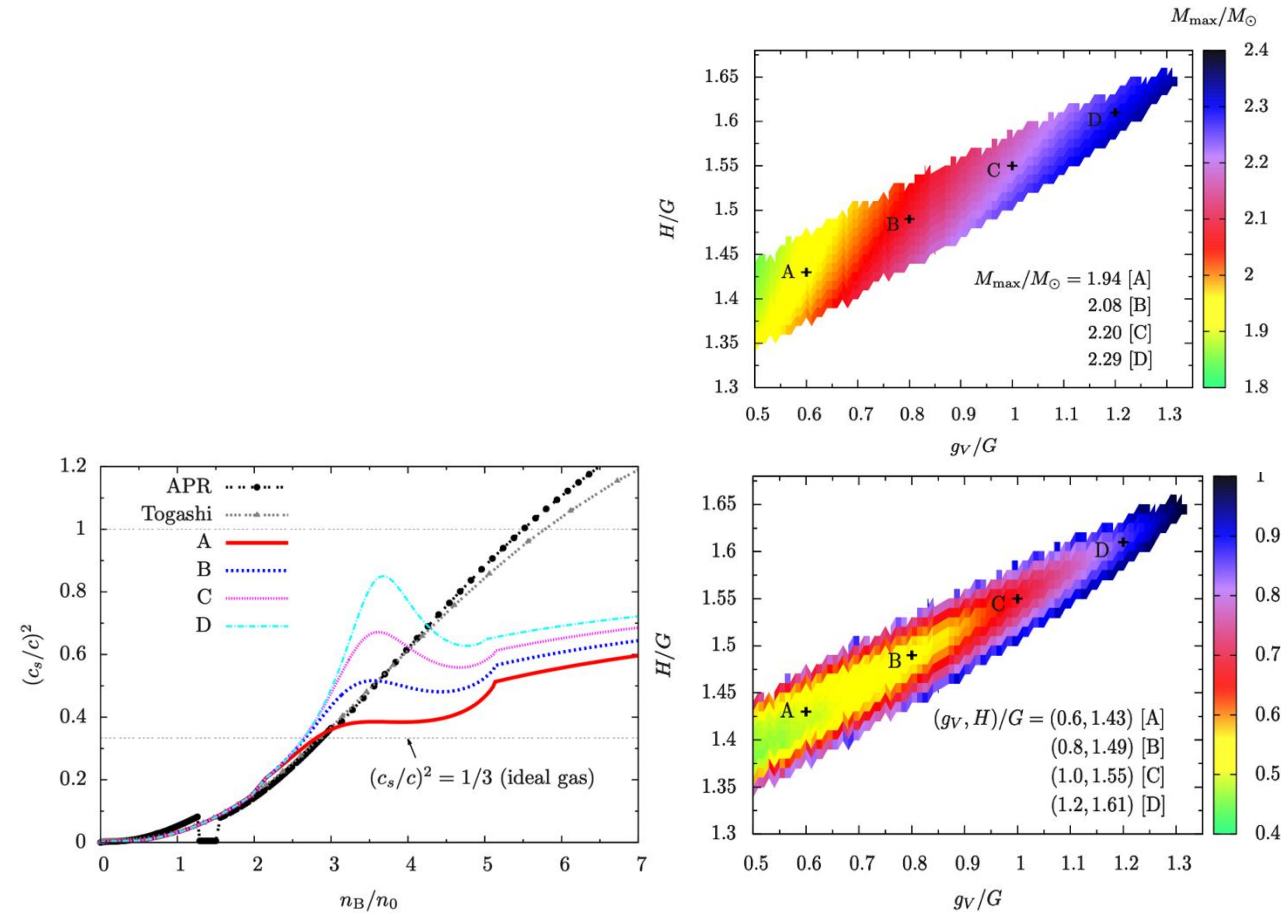 M_max/M_⊙
2.4
2.3
2.2
2.1
2
1.9
1.8
H/G
1.65
1.6
1.55
1.5
1.45
1.4
1.35
1.3
A
B
C
D
M_max/M_⊙ = 1.94 [A]
2.08 [B]
2.20 [C]
2.29 [D]
0.5 0.6 0.7 0.8 0.9 1 1.1 1.2 1.3
g_V/G
(c_s/c)^2
1.2
1
0.8
0.6
0.4
0.2
0
APR
Togashi
A
B
C
D
(c_s/c)^2 = 1/3 (ideal gas)
0 1 2 3 4 5 6 7
n_B/n_0
H/G
1.65
1.6
1.55
1.5
1.45
1.4
1.35
1.3
A
B
C
D
(g_V, H)/G = (0.6, 1.43) [A]
(0.8, 1.49) [B]
(1.0, 1.55) [C]
(1.2, 1.61) [D]
0.5 0.6 0.7 0.8 0.9 1 1.1 1.2 1.3
g_V/G
1
0.9
0.8
0.7
0.6
0.5
0.4